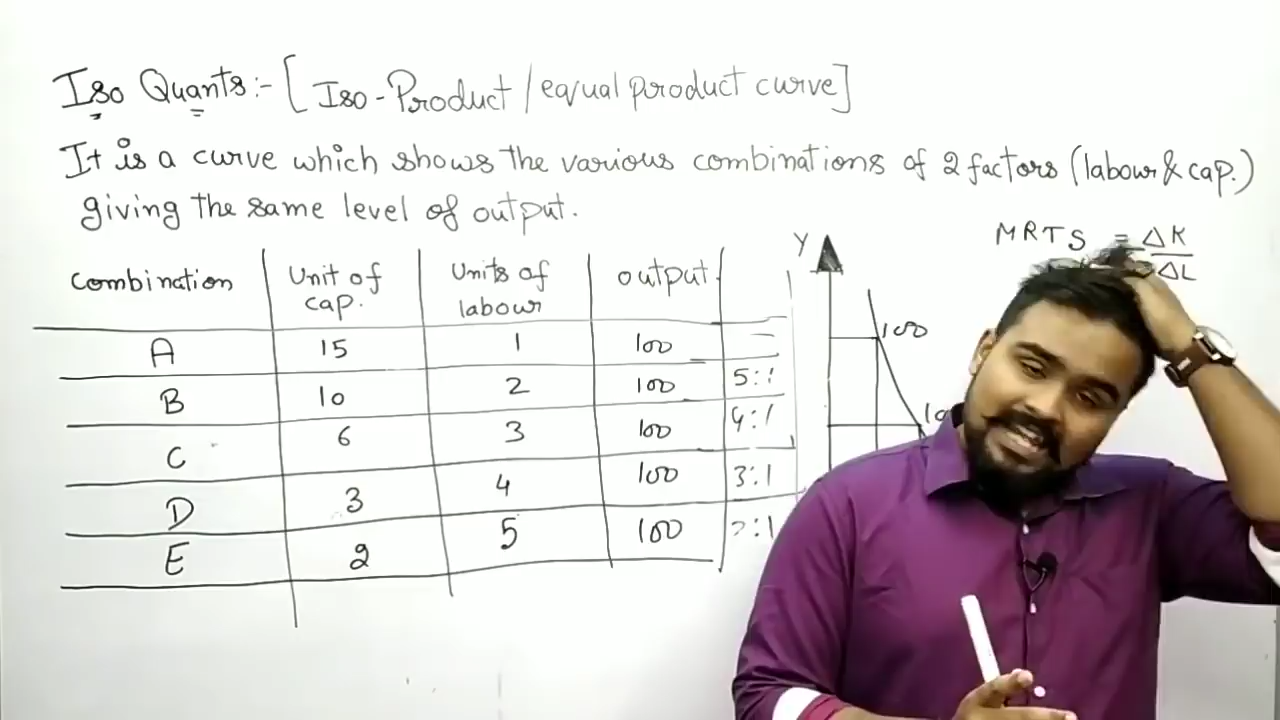 Iso Quants:- [Iso-Product / equal product curve]
It is a curve which shows the various combinations of 2 factors (labour & cap.)
giving the same level of output.
MRTS = ΔK
ΔL
Y
Combination Unit of cap. Units of labour output
A 15 1 100 —
B 10 2 100 5:1
C 6 3 100 4:1
D 3 4 100 3:1
E 2 5 100 :1
100